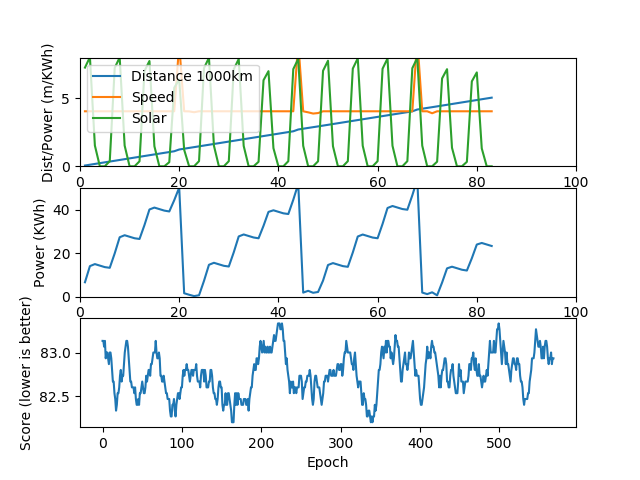 Dist/Power (m/KWh)
5
0
Distance 1000km
Speed
Solar
0 20 40 60 80 100
Power (KWh)
40
20
0
0 20 40 60 80 100
Score (lower is better)
83.0
82.5
0 100 200 300 400 500
Epoch